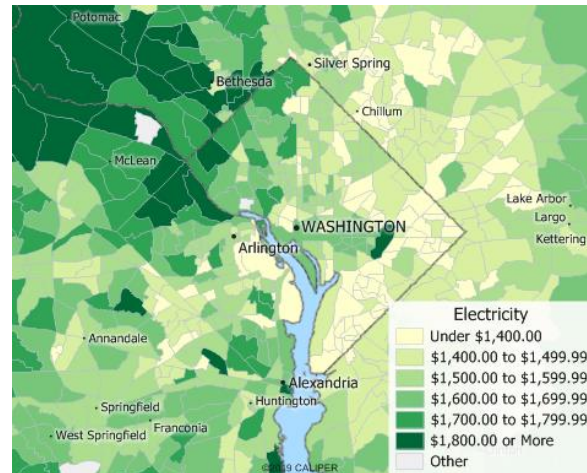 Potomac
Silver Spring
Bethesda
Chillum
McLean
Lake Arbor
WASHINGTON
Largo
Kettering
Arlington
Electricity
Under $1,400.00
$1,400.00 to $1,499.99
$1,500.00 to $1,599.99
$1,600.00 to $1,699.99
$1,700.00 to $1,799.99
$1,800.00 or More
Other
Annandale
Alexandria
Huntington
Springfield
Franconia
West Springfield
©2019 CALIPER